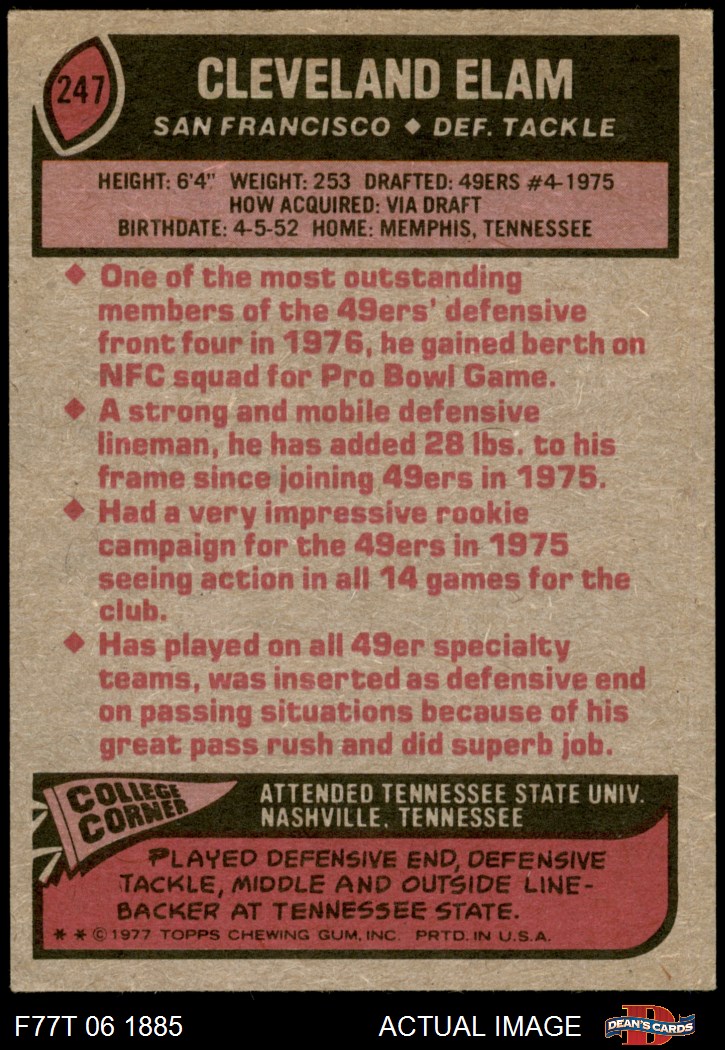 247
CLEVELAND ELAM
SAN FRANCISCO ◆ DEF. TACKLE
HEIGHT: 6'4" WEIGHT: 253 DRAFTED: 49ERS #4-1975
HOW ACQUIRED: VIA DRAFT
BIRTHDATE: 4-5-52 HOME: MEMPHIS, TENNESSEE
◆ One of the most outstanding
members of the 49ers' defensive
front four in 1976, he gained berth on
NFC squad for Pro Bowl Game.
◆ A strong and mobile defensive
lineman, he has added 28 lbs. to his
frame since joining 49ers in 1975.
◆ Had a very impressive rookie
campaign for the 49ers in 1975
seeing action in all 14 games for the
club.
◆ Has played on all 49er specialty
teams, was inserted as defensive end
on passing situations because of his
great pass rush and did superb job.
COLLEGE
CORNER
ATTENDED TENNESSEE STATE UNIV.
NASHVILLE, TENNESSEE
PLAYED DEFENSIVE END, DEFENSIVE
TACKLE, MIDDLE AND OUTSIDE LINE-
BACKER AT TENNESSEE STATE.
* * © 1977 TOPPS CHEWING GUM, INC. PRTD. IN U.S.A.
F77T 06 1885
ACTUAL IMAGE
D
DEAN'S CARDS